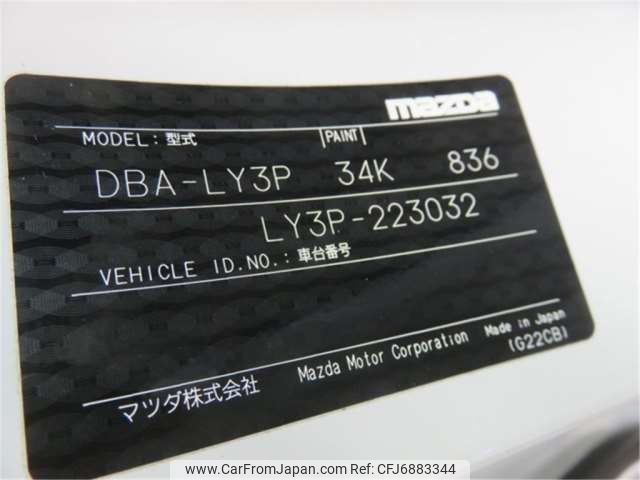 mazda
MODEL: 型式 PAINT
DBA-LY3P 34K 836
LY3P-223032
VEHICLE ID.NO.: 車台番号
マツダ株式会社 Mazda Motor Corporation Made in Japan
(G22CB)
www.CarFromJapan.com | CFJ6883344